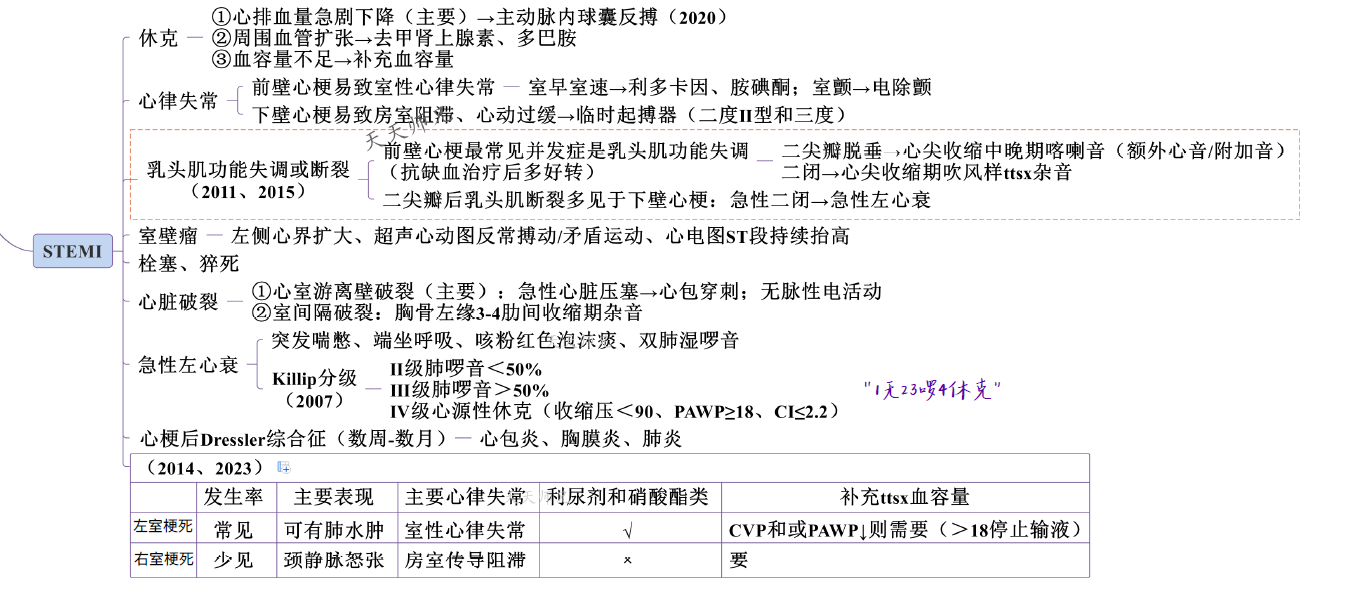 STEMI
休克
①心排血量急剧下降（主要）→主动脉内球囊反搏（2020）
②周围血管扩张→去甲肾上腺素、多巴胺
③血容量不足→补充血容量
心律失常
前壁心梗易致室性心律失常 — 室早室速→利多卡因、胺碘酮；室颤→电除颤
下壁心梗易致房室阻滞、心动过缓→临时起搏器（二度II型和三度）
天天师
乳头肌功能失调或断裂
（2011、2015）
前壁心梗最常见并发症是乳头肌功能失调
（抗缺血治疗后多好转）
二尖瓣脱垂→心尖收缩中晚期喀喇音（额外心音/附加音）
二闭→心尖收缩期吹风样ttsx杂音
二尖瓣后乳头肌断裂多见于下壁心梗：急性二闭→急性左心衰
室壁瘤 — 左侧心界扩大、超声心动图反常搏动/矛盾运动、心电图ST段持续抬高
栓塞、猝死
心脏破裂
①心室游离壁破裂（主要）：急性心脏压塞→心包穿刺；无脉性电活动
②室间隔破裂：胸骨左缘3-4肋间收缩期杂音
急性左心衰
突发喘憋、端坐呼吸、咳粉红色泡沫痰、双肺湿啰音
Killip分级
（2007）
II级肺啰音＜50%
III级肺啰音＞50%
IV级心源性休克（收缩压＜90、PAWP≥18、CI≤2.2）
"1无23啰4休克"
心梗后Dressler综合征（数周-数月）— 心包炎、胸膜炎、肺炎
（2014、2023）
发生率 主要表现 主要心律失常 利尿剂和硝酸酯类 补充ttsx血容量
左室梗死 常见 可有肺水肿 室性心律失常 √ CVP和或PAWP↓则需要（＞18停止输液）
右室梗死 少见 颈静脉怒张 房室传导阻滞 × 要